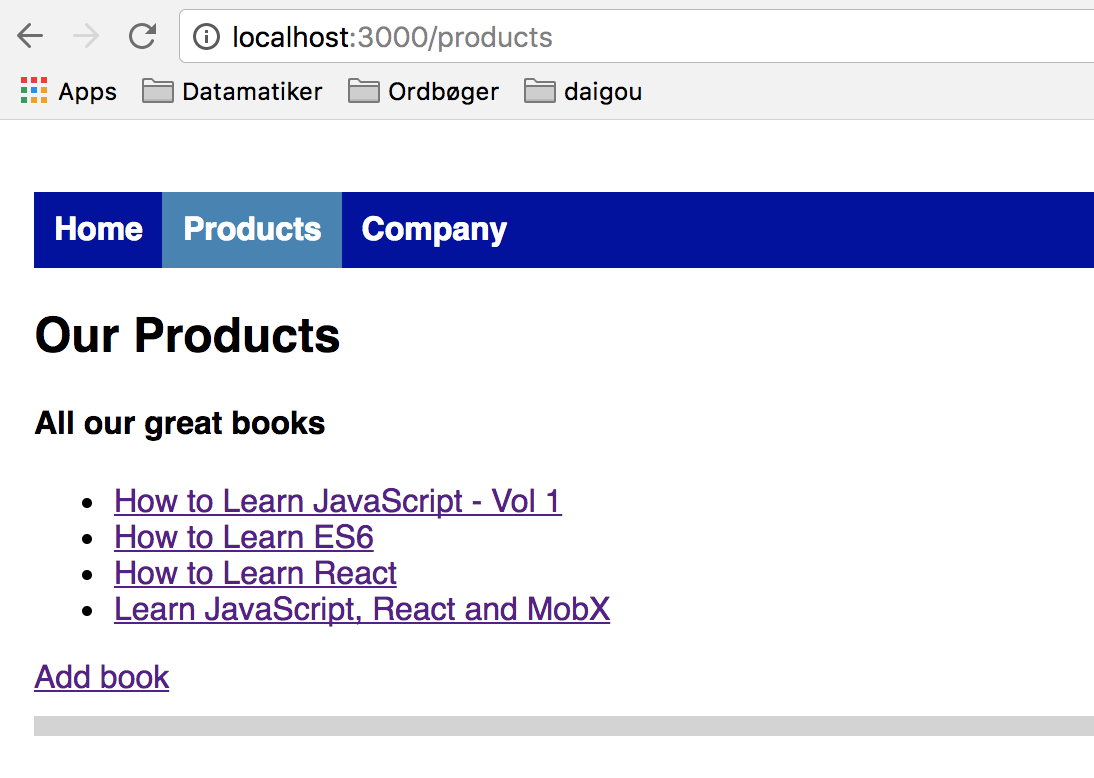 localhost:3000/products
Apps Datamatiker Ordbøger daigou
Home Products Company
Our Products
All our great books
How to Learn JavaScript - Vol 1
How to Learn ES6
How to Learn React
Learn JavaScript, React and MobX
Add book